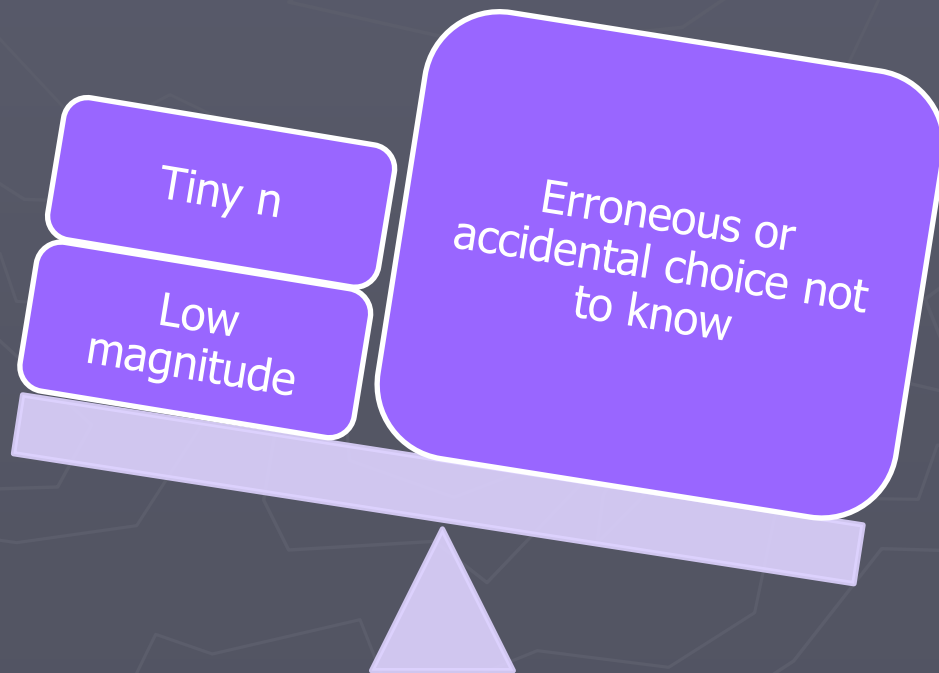 Tiny n
Low
magnitude
Erroneous or
accidental choice not
to know